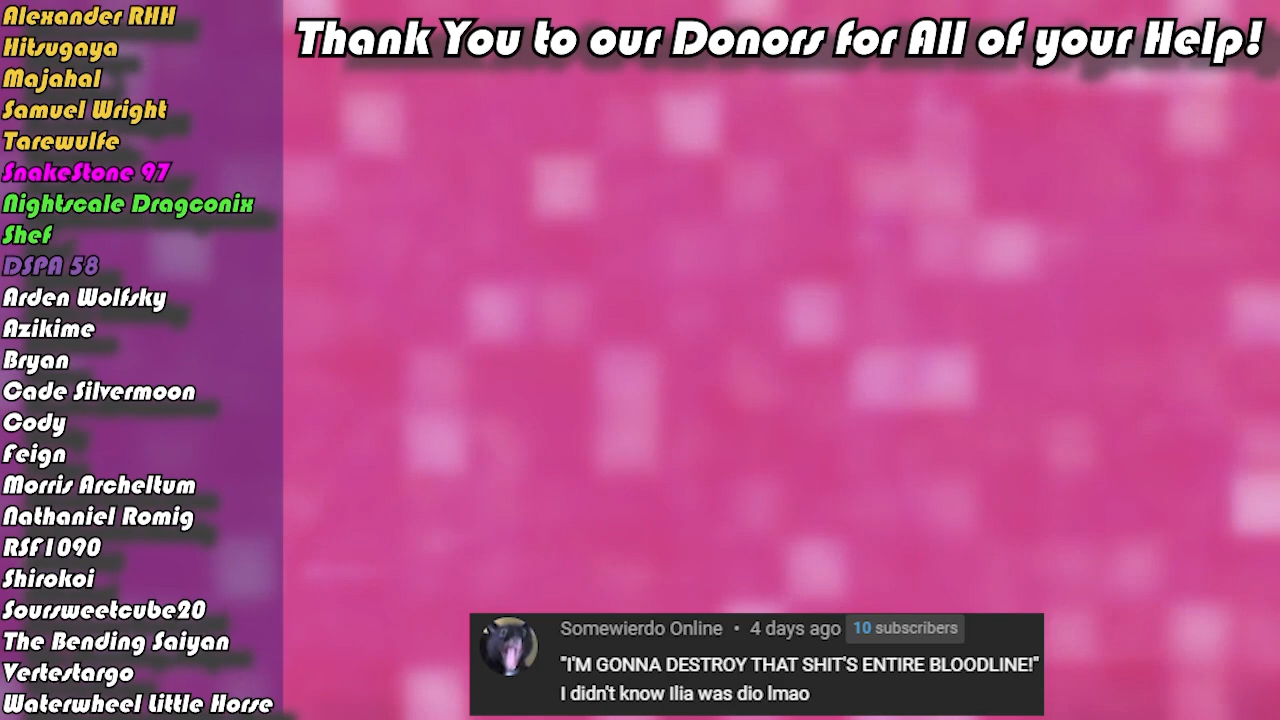 Alexander RHH
Hitsugaya
Majahal
Samuel Wright
Tarewulfe
SnakeStone 97
Nightscale Dragconix
Shef
DSPA 58
Arden Wolfsky
Azikime
Bryan
Cade Silvermoon
Cody
Feign
Morris Archeltum
Nathaniel Romig
RSF1090
Shirokoi
Soursweetcube20
The Bending Saiyan
Vertestargo
Waterwheel Little Horse
Thank You to our Donors for All of your Help!
Somewierdo Online • 4 days ago 10 subscribers
"I'M GONNA DESTROY THAT SHIT'S ENTIRE BLOODLINE!"
I didn't know Ilia was dio lmao